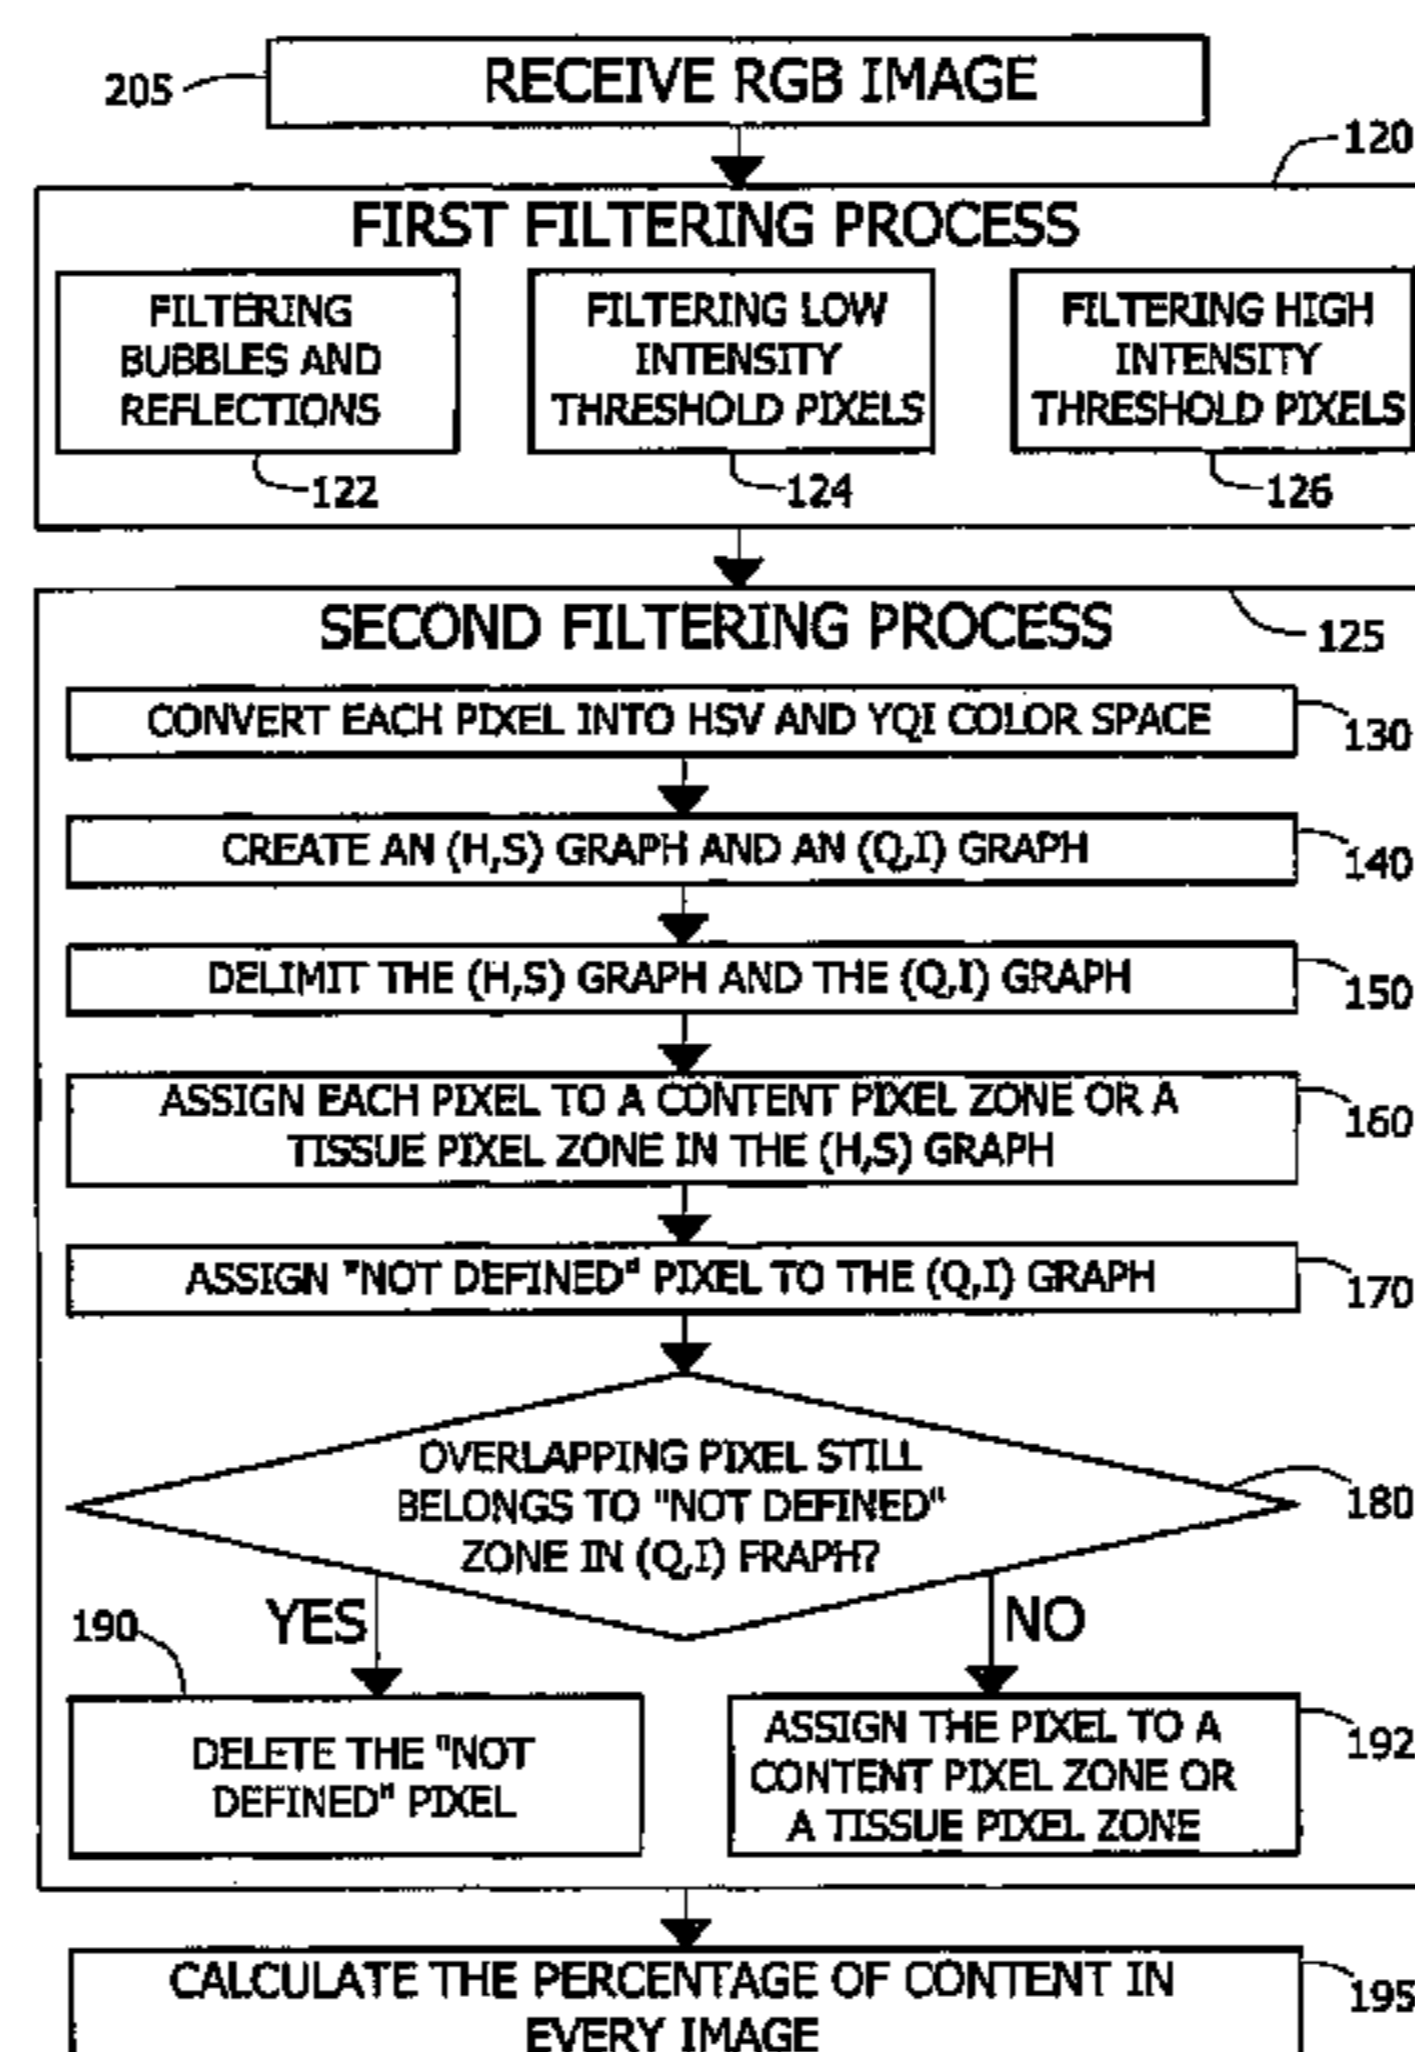 205
RECEIVE RGB IMAGE
120
FIRST FILTERING PROCESS
FILTERING
BUBBLES AND
REFLECTIONS
122
FILTERING LOW
INTENSITY
THRESHOLD PIXELS
124
FILTERING HIGH
INTENSITY
THRESHOLD PIXELS
126
SECOND FILTERING PROCESS
125
CONVERT EACH PIXEL INTO HSV AND YQI COLOR SPACE
130
CREATE AN (H,S) GRAPH AND AN (Q,I) GRAPH
140
DELIMIT THE (H,S) GRAPH AND THE (Q,I) GRAPH
150
ASSIGN EACH PIXEL TO A CONTENT PIXEL ZONE OR A
TISSUE PIXEL ZONE IN THE (H,S) GRAPH
160
ASSIGN "NOT DEFINED" PIXEL TO THE (Q,I) GRAPH
170
OVERLAPPING PIXEL STILL
BELONGS TO "NOT DEFINED"
ZONE IN (Q,I) FRAPH?
180
YES
NO
190
DELETE THE "NOT
DEFINED" PIXEL
ASSIGN THE PIXEL TO A
CONTENT PIXEL ZONE OR
A TISSUE PIXEL ZONE
192
CALCULATE THE PERCENTAGE OF CONTENT IN
EVERY IMAGE
195